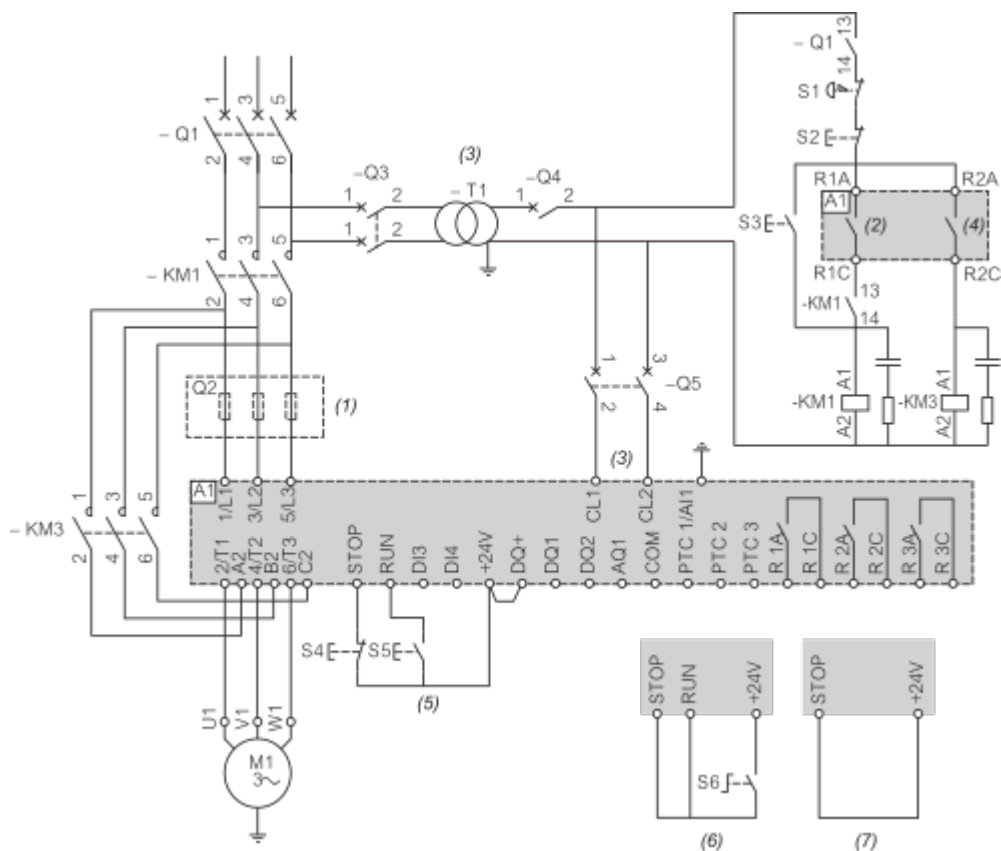 13
– Q1
14
S1
S2
1 3 5
– Q1
2 4 6
–Q3
1 2
2
(3)
– T1
–Q4
1 2
R1A R2A
A1
S3
(2) (4)
R1C R2C
1 3 5
– KM1
2 4 6
-KM1
13
14
Q2
(1)
1 3
–Q5
2 4
A1 A1
-KM1 -KM3
A2 A2
(3)
A1
1/L1 3/L2 5/L3 CL1 CL2 PTC 1/AI1
1 3 5
– KM3
2 4 6
2/T1 A2 4/T2 B2 6/T3 C2 STOP RUN DI3 DI4 +24V DQ+ DQ1 DQ2 AQ1 COM PTC 2 PTC 3 R 1A R 1C R 2A R 2C R 3A R 3C
S4 S5
(5)
STOP RUN +24V
S6
(6)
STOP +24V
(7)
U1 V1 W1
M1
3